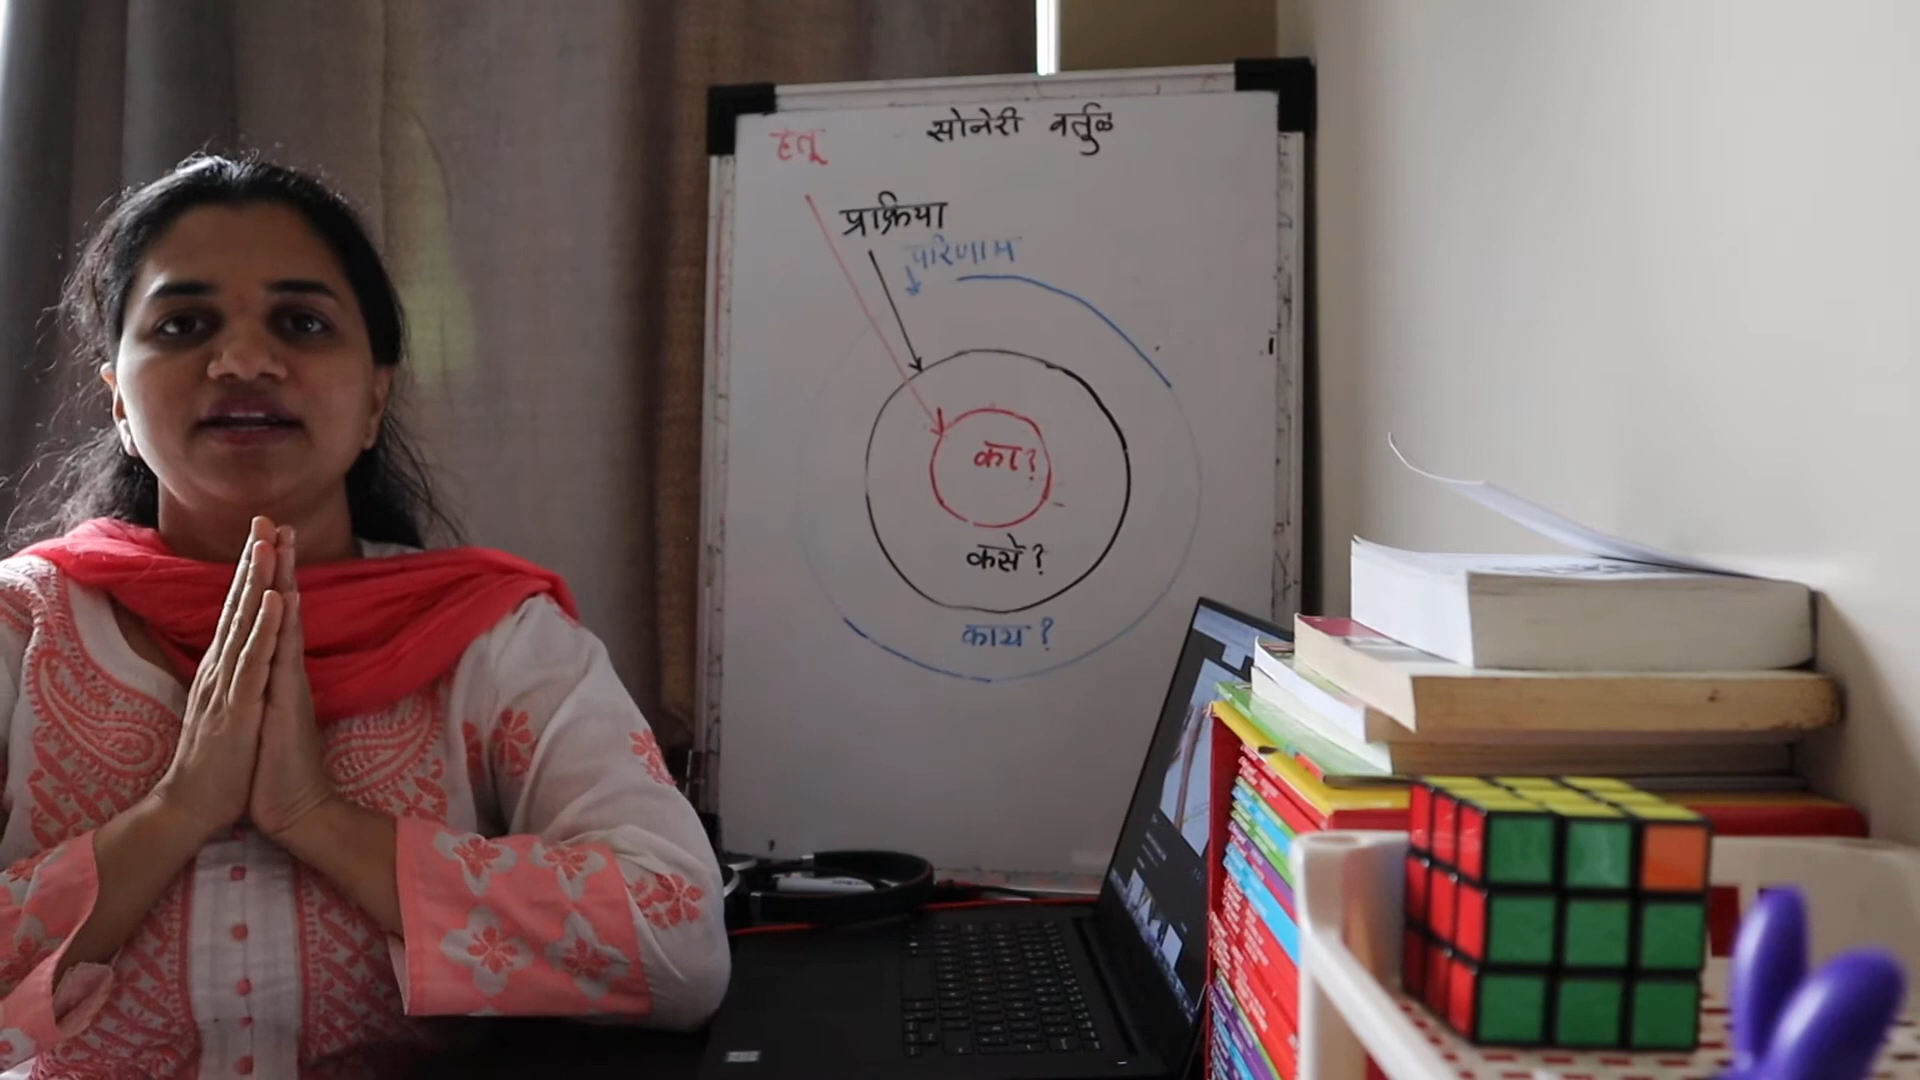 सोनेरी वर्तुळ
हेतू
प्रक्रिया
परिणाम
का?
कसे?
काय?